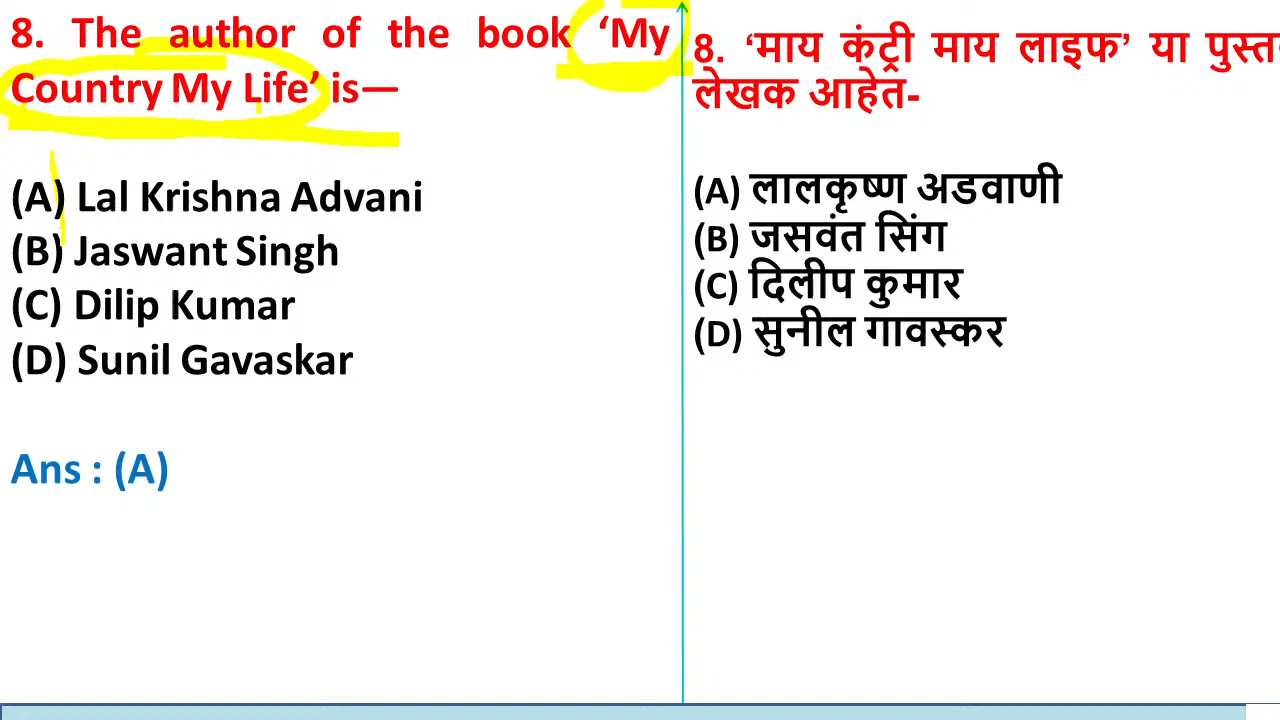 8. The author of the book ‘My
Country My Life’ is—
(A) Lal Krishna Advani
(B) Jaswant Singh
(C) Dilip Kumar
(D) Sunil Gavaskar
Ans : (A)
8. ‘माय कंट्री माय लाइफ’ या
लेखक आहेत-
(A) लालकृष्ण अडवाणी
(B) जसवंत सिंग
(C) दिलीप कुमार
(D) सुनील गावस्कर